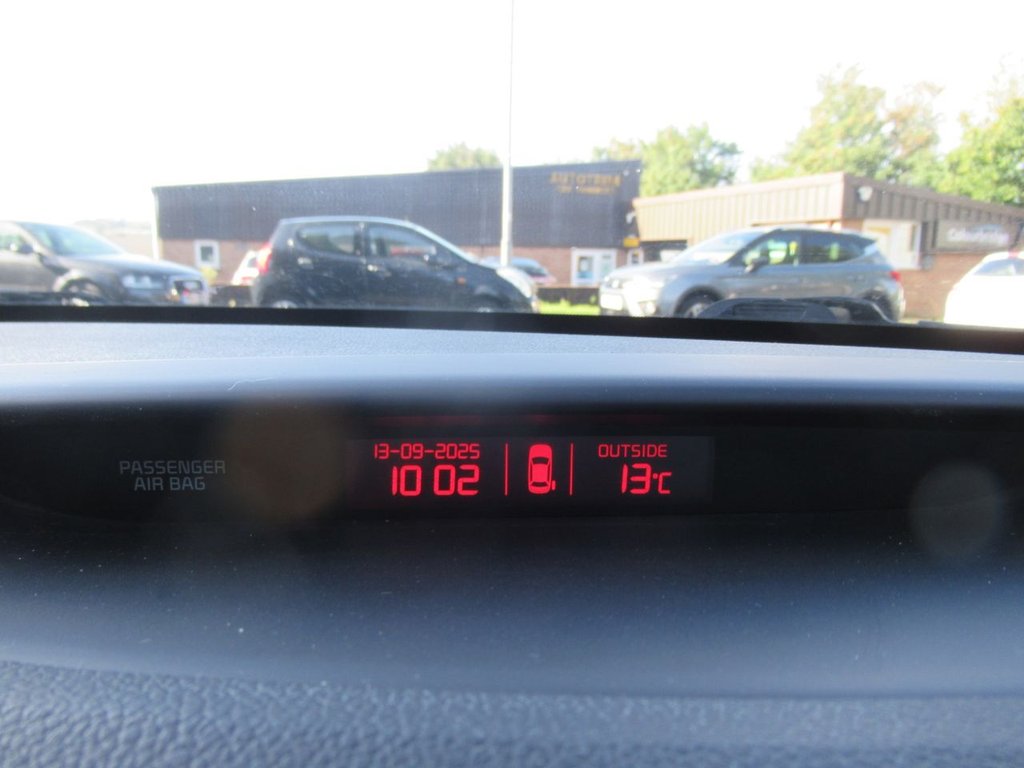 PASSENGER
AIR BAG
13-09-2025
10 02
OUTSIDE
13°C